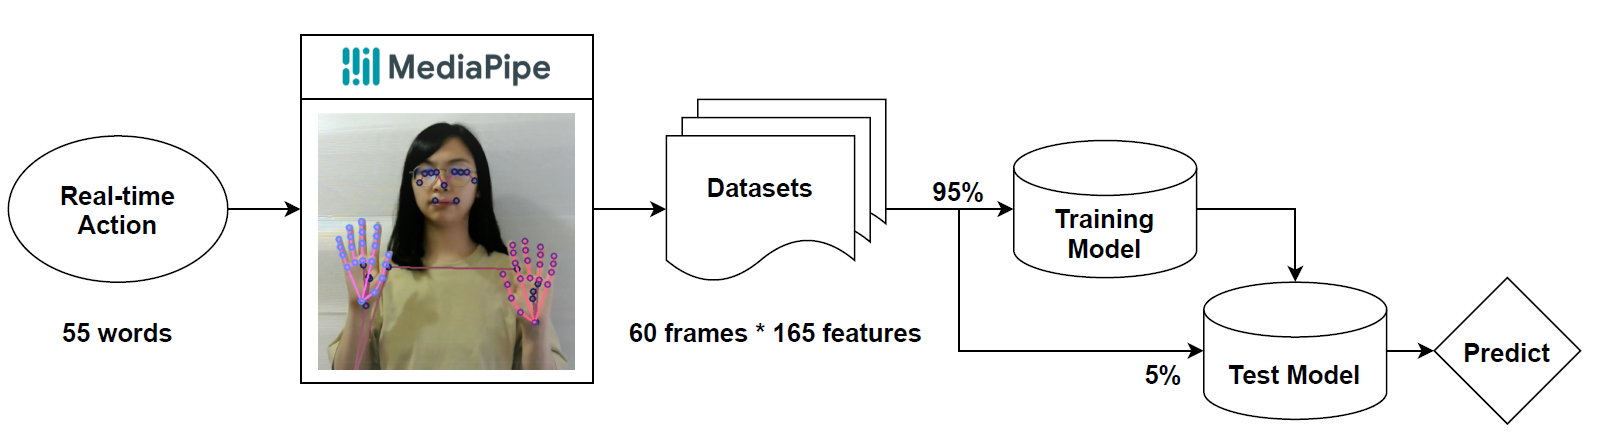 Real-time
Action
55 words
MediaPipe
Datasets
60 frames * 165 features
95%
Training
Model
5%
Test Model
Predict